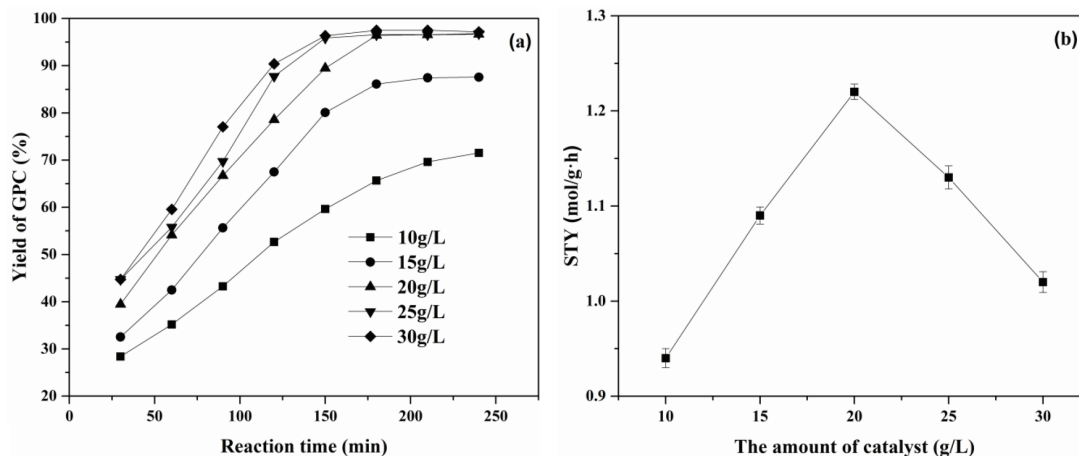 (a)
Yield of GPC (%)
100
90
80
70
60
50
40
30
20
10g/L
15g/L
20g/L
25g/L
30g/L
0
50
100
150
200
250
Reaction time (min)
(b)
STY (mol/g·h)
1.3
1.2
1.1
1.0
0.9
10
15
20
25
30
The amount of catalyst (g/L)